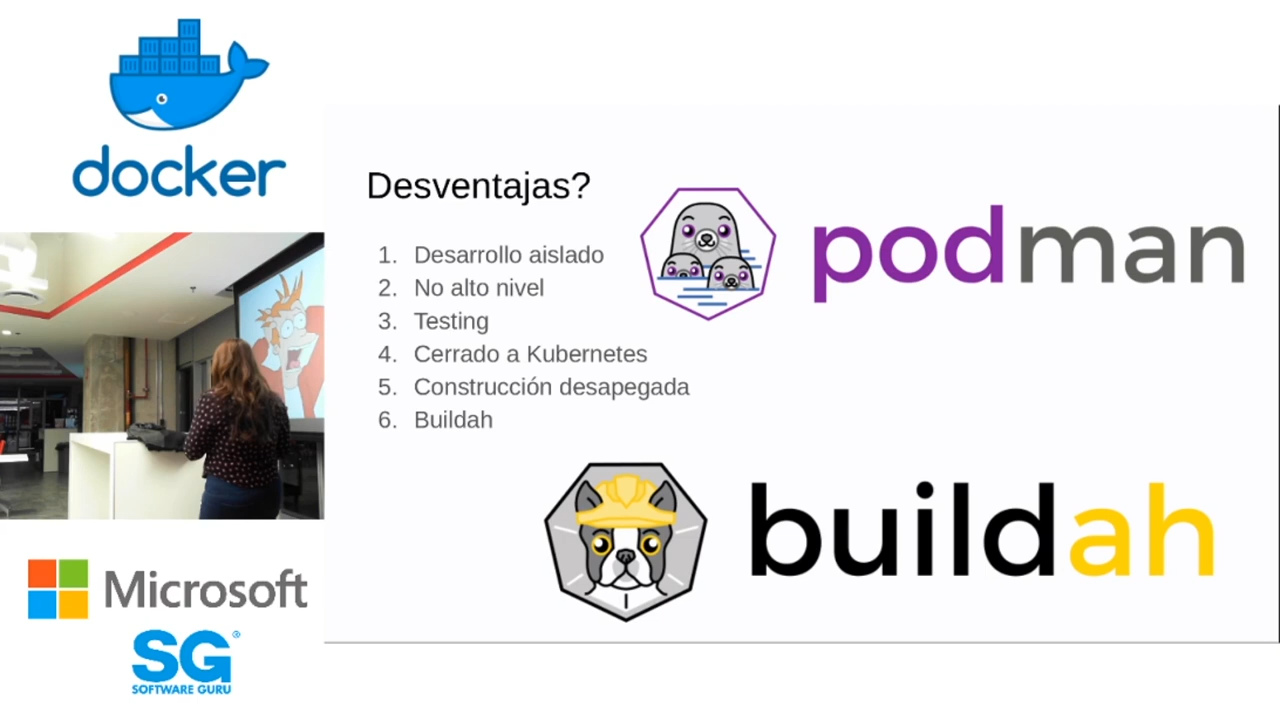 docker
Desventajas?
podman
1. Desarrollo aislado
2. No alto nivel
3. Testing
4. Cerrado a Kubernetes
5. Construcción desapegada
6. Buildah
buildah
Microsoft
SG®
SOFTWARE GURU